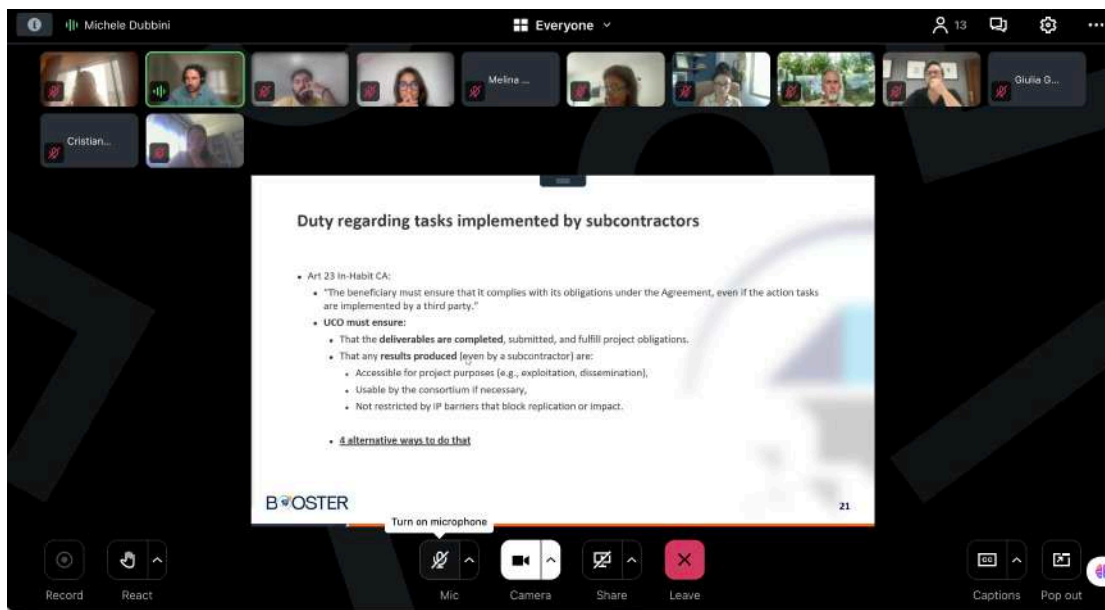 Michele Dubbini
Everyone
13
Melina ...
Giulia G...
Cristian...
Duty regarding tasks implemented by subcontractors
• Art 23 In-Habit CA:
• "The beneficiary must ensure that it complies with its obligations under the Agreement, even if the action tasks
are implemented by a third party."
• UCO must ensure:
• That the deliverables are completed, submitted, and fulfill project obligations.
• That any results produced (even by a subcontractor) are:
• Accessible for project purposes (e.g., exploitation, dissemination),
• Usable by the consortium if necessary,
• Not restricted by IP barriers that block replication or impact.
• 4 alternative ways to do that
BOOSTER
21
Turn on microphone
Record
React
Mic
Camera
Share
Leave
CC
Captions
Pop out